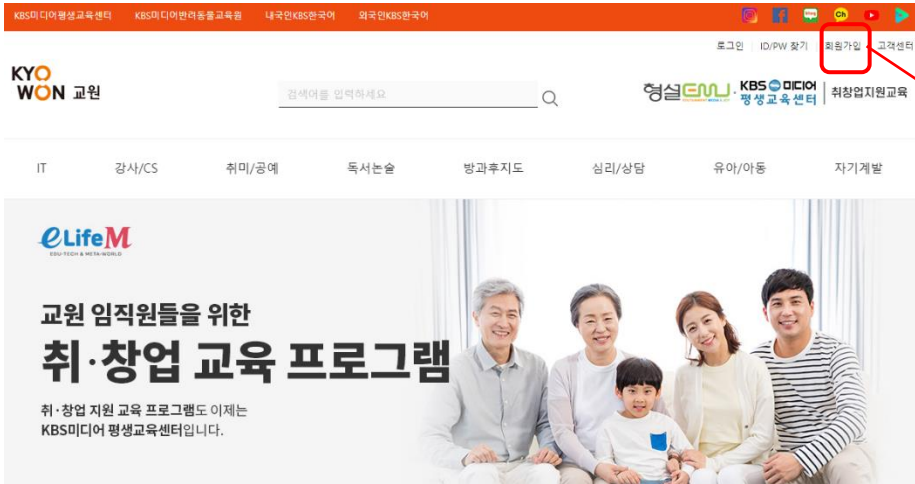 KBS미디어평생교육센터 KBS미디어반려동물교육원 내국인KBS한국어 외국인KBS한국어
로그인 ID/PW 찾기 회원가입 고객센터
KYO
WON 교원
검색어를 입력하세요
형설EMJ · KBS 미디어 평생교육센터 | 취창업지원교육
IT 강사/CS 취미/공예 독서논술 방과후지도 심리/상담 유아/아동 자기계발
eLifeM
EDU-TECH & META-WORLD
교원 임직원들을 위한
취·창업 교육 프로그램
취·창업 지원 교육 프로그램도 이제는
KBS미디어 평생교육센터입니다.